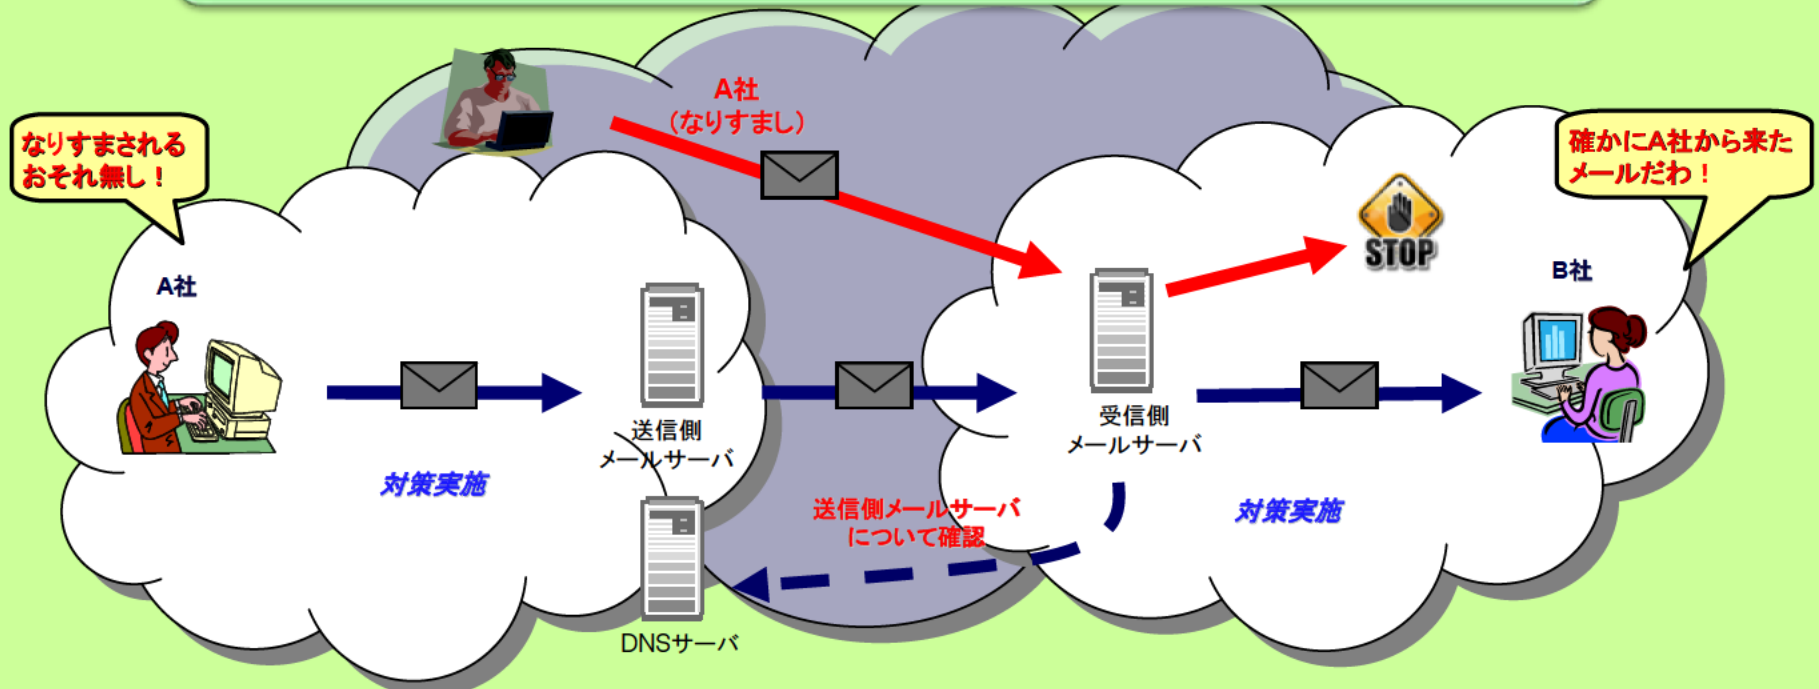 A社
(なりすまし)
なりすまされる
おそれ無し！
確かにA社から来た
メールだわ！
STOP
A社
B社
送信側
メールサーバ
受信側
メールサーバ
対策実施
送信側メールサーバ
について確認
対策実施
DNSサーバ